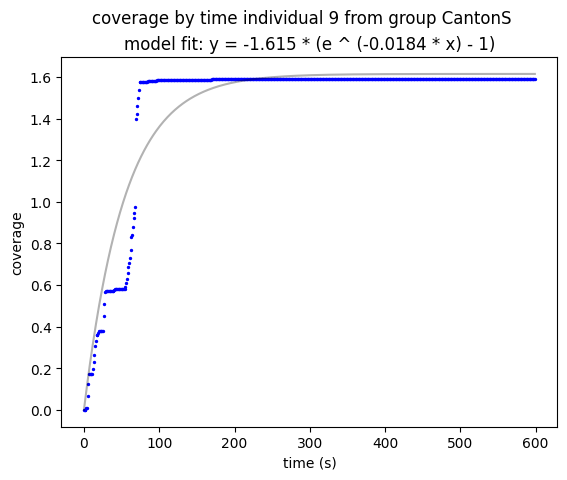 coverage by time individual 9 from group CantonS
model fit: y = -1.615 * (e ^ (-0.0184 * x) - 1)
1.6
1.4
1.2
1.0
0.8
0.6
0.4
0.2
0.0
coverage
0 100 200 300 400 500 600
time (s)